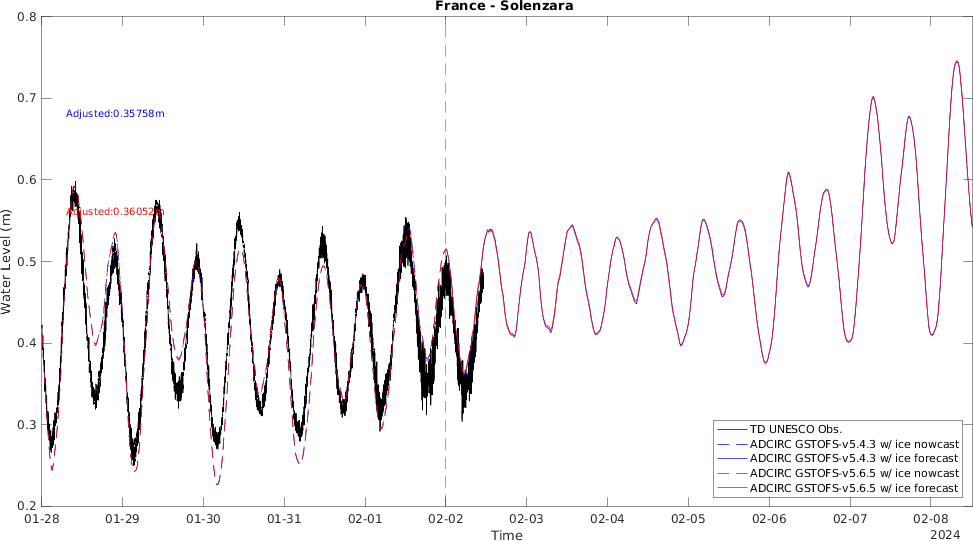 France - Solenzara
0.8
0.7
0.6
0.5
0.4
0.3
0.2
Water Level (m)
Adjusted:0.35758m
Adjusted:0.36052m
TD UNESCO Obs.
ADCIRC GSTOFS-v5.4.3 w/ ice nowcast
ADCIRC GSTOFS-v5.4.3 w/ ice forecast
ADCIRC GSTOFS-v5.6.5 w/ ice nowcast
ADCIRC GSTOFS-v5.6.5 w/ ice forecast
01-28 01-29 01-30 01-31 02-01 02-02 02-03 02-04 02-05 02-06 02-07 02-08
Time
2024